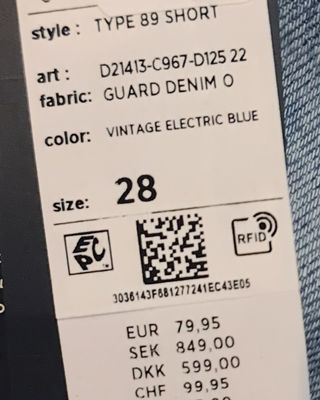 style : TYPE 89 SHORT
art : D21413-C967-D125 22
fabric: GUARD DENIM O
color: VINTAGE ELECTRIC BLUE
size: 28
EPC
RFID
3036143F681277241EC43E05
EUR 79,95
SEK 849,00
DKK 599,00
CHF 99,95